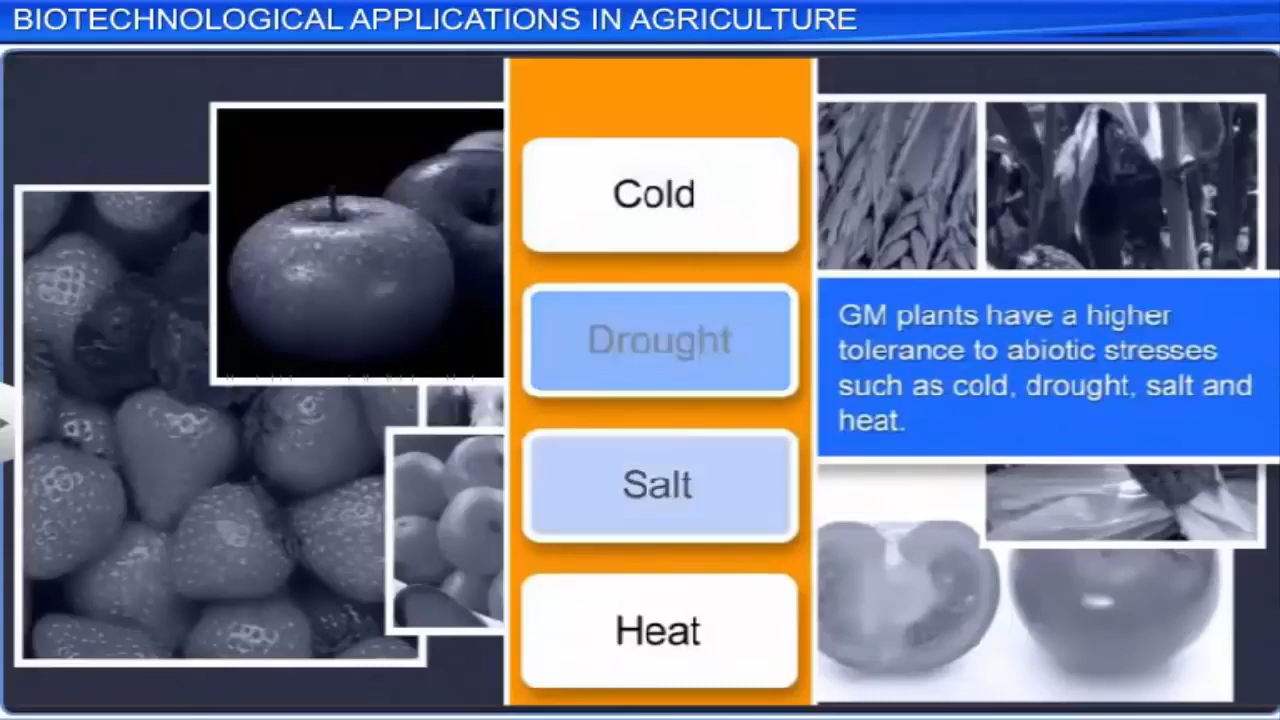 BIOTECHNOLOGICAL APPLICATIONS IN AGRICULTURE
Cold
Drought
Salt
Heat
GM plants have a higher
tolerance to abiotic stresses
such as cold, drought, salt and
heat.